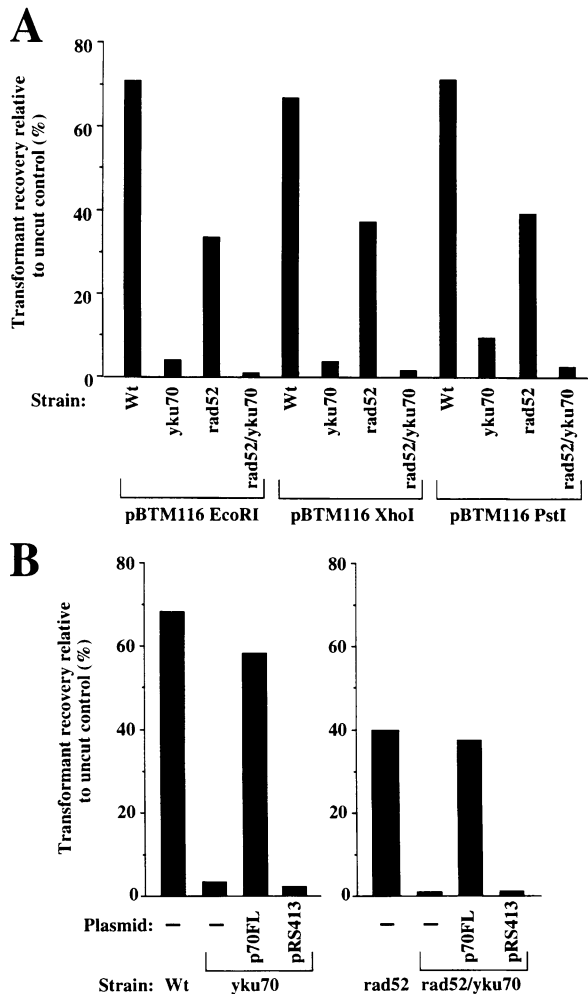 A
Transformant recovery relative
to uncut control (%)
80
60
40
20
0
Strain:
Wt
yku70
rad52
rad52/yku70
Wt
yku70
rad52
rad52/yku70
Wt
yku70
rad52
rad52/yku70
pBTM116 EcoRI
pBTM116 XhoI
pBTM116 PstI
B
Transformant recovery relative
to uncut control (%)
80
60
40
20
0
80
60
40
20
0
Plasmid:
–
–
p70FL
pRS413
–
–
p70FL
pRS413
Strain:
Wt
yku70
rad52
rad52/yku70